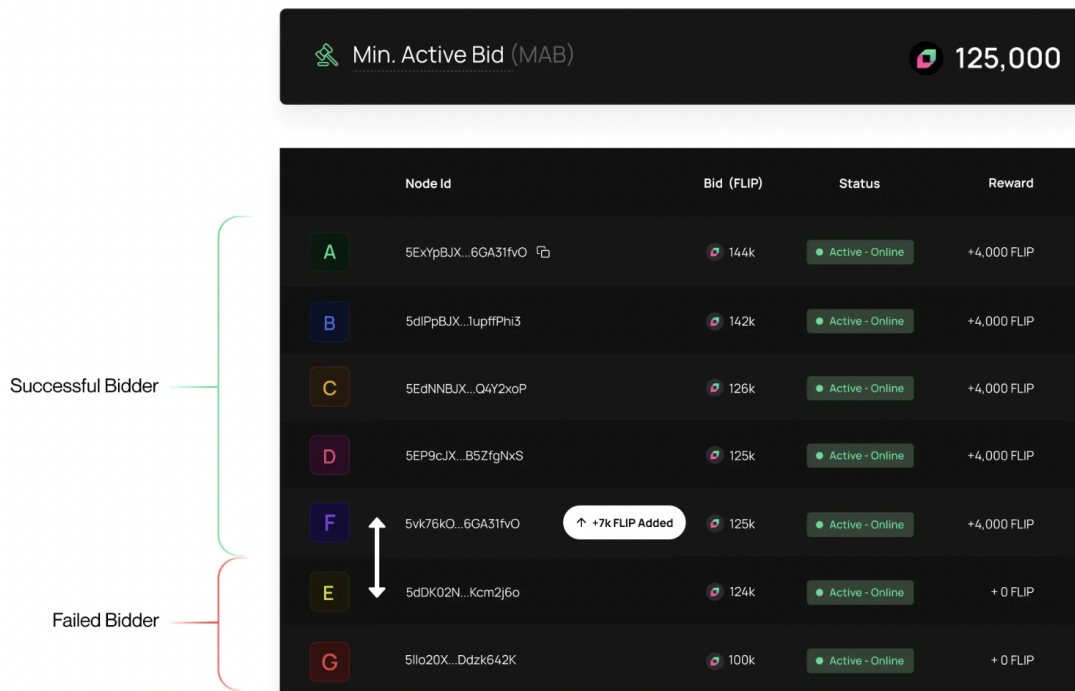 Min. Active Bid (MAB) 125,000
Node Id Bid (FLIP) Status Reward
A 5ExYpBJX...6GA31fvO 144k Active - Online +4,000 FLIP
B 5dlPpBJX...1upffPhi3 142k Active - Online +4,000 FLIP
Successful Bidder C 5EdNNBJX...Q4Y2xoP 126k Active - Online +4,000 FLIP
D 5EP9cJX...B5ZfgNxS 125k Active - Online +4,000 FLIP
F 5vk76kO...6GA31fvO +7k FLIP Added 125k Active - Online +4,000 FLIP
E 5dDK02N...Kcm2j6o 124k Active - Online + 0 FLIP
Failed Bidder
G 5llo20X...Ddzk642K 100k Active - Online + 0 FLIP